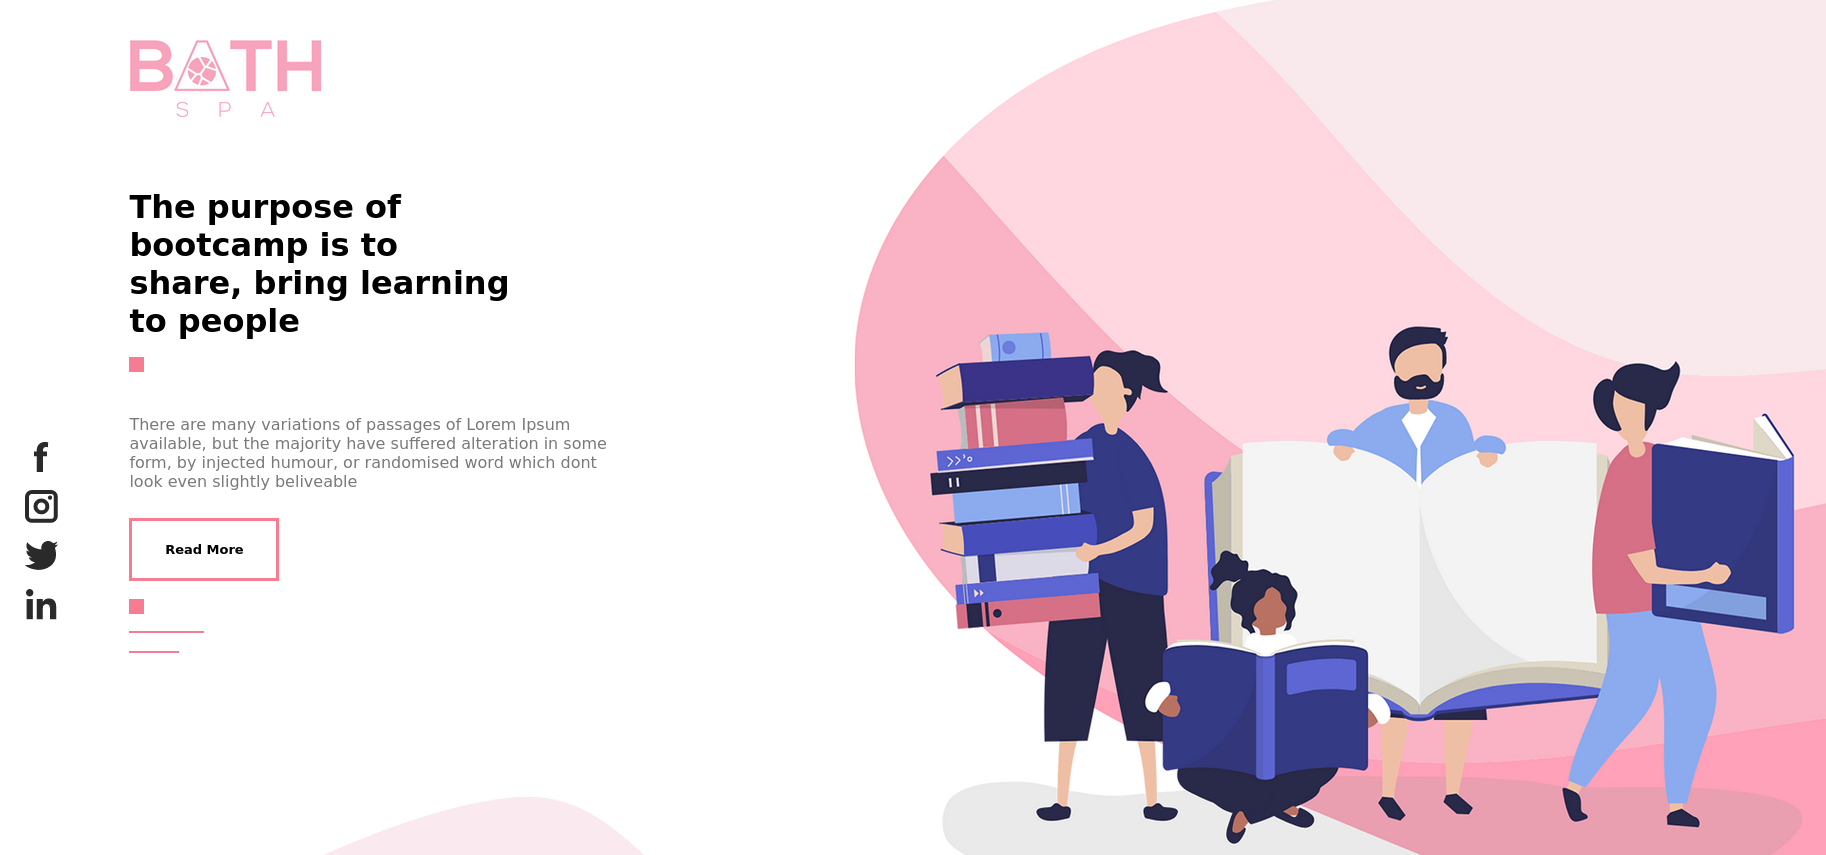 BATH
SPA
The purpose of
bootcamp is to
share, bring learning
to people
There are many variations of passages of Lorem Ipsum
available, but the majority have suffered alteration in some
form, by injected humour, or randomised word which dont
look even slightly beliveable
Read More